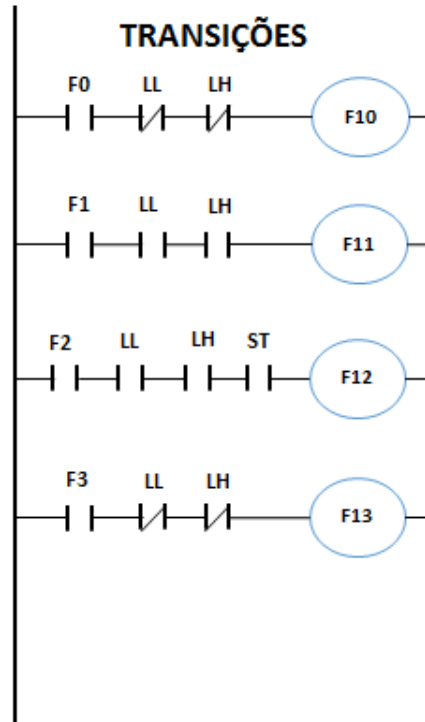 TRANSIÇÕES
F0 LL LH
F10
F1 LL LH
F11
F2 LL LH ST
F12
F3 LL LH
F13